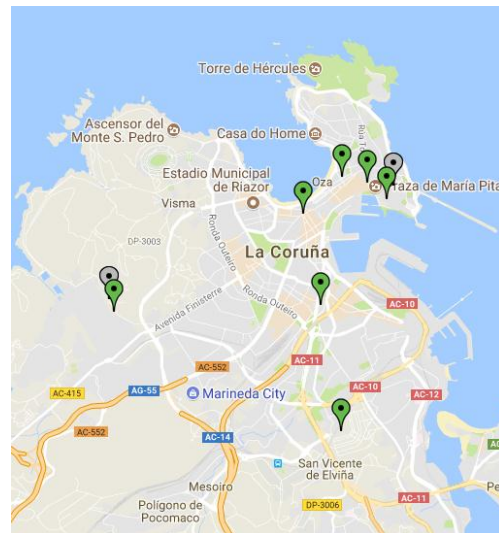 Torre de Hércules
Ascensor del
Monte S. Pedro
Casa do Home
Rúa T
Estadio Municipal
de Riazor
Oza
raza de María Pita
Visma
Ronda Outeiro
DP-3003
La Coruña
Avenida Finisterre
Ronda Outeiro
AC-10
AC-11
AC-552
AC-415
AG-55
Marineda City
AC-10
AC-12
AC-552
AC-14
San Vicente
de Elviña
Mesoiro
Polígono de
Pocomaco
DP-3006
AC-11